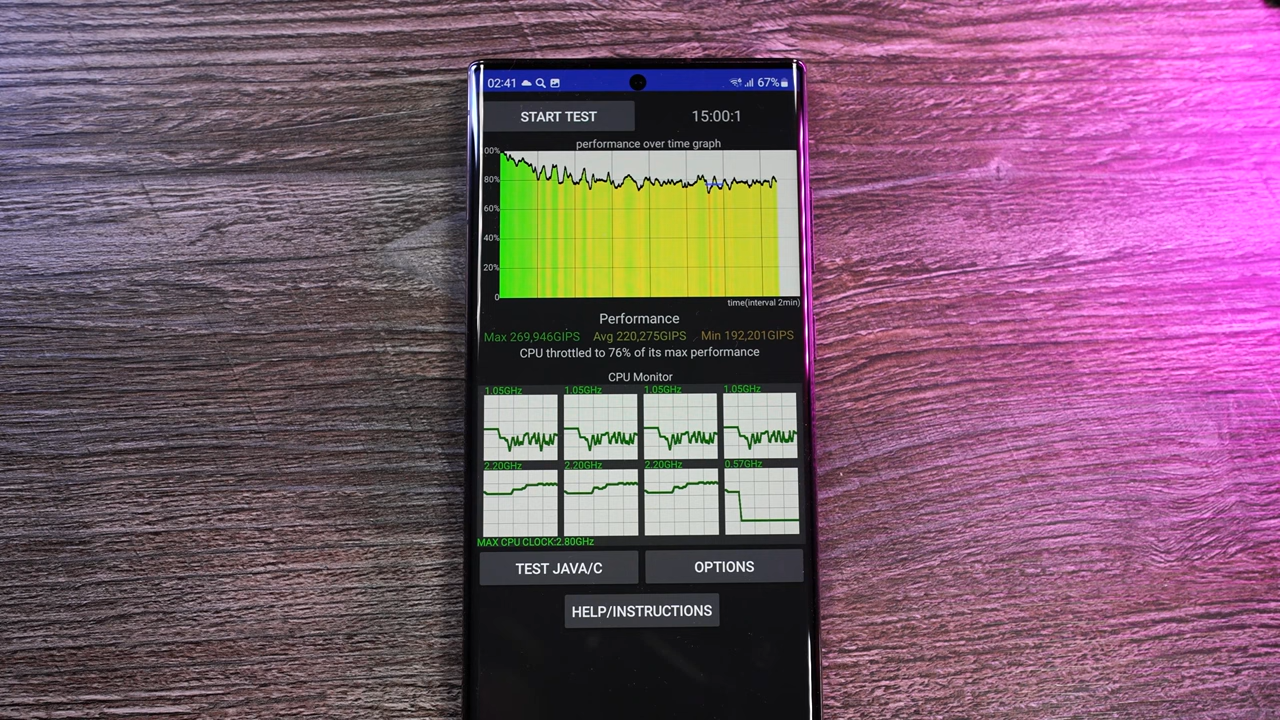 02:41 67%
START TEST 15:00:1
performance over time graph
00%
80%
60%
40%
20%
0
time(interval 2min)
Performance
Max 269,946GIPS Avg 220,275GIPS Min 192,201GIPS
CPU throttled to 76% of its max performance
CPU Monitor
1.05GHz 1.05GHz 1.05GHz 1.05GHz
2.20GHz 2.20GHz 2.20GHz 0.57GHz
MAX CPU CLOCK:2.80GHz
TEST JAVA/C OPTIONS
HELP/INSTRUCTIONS